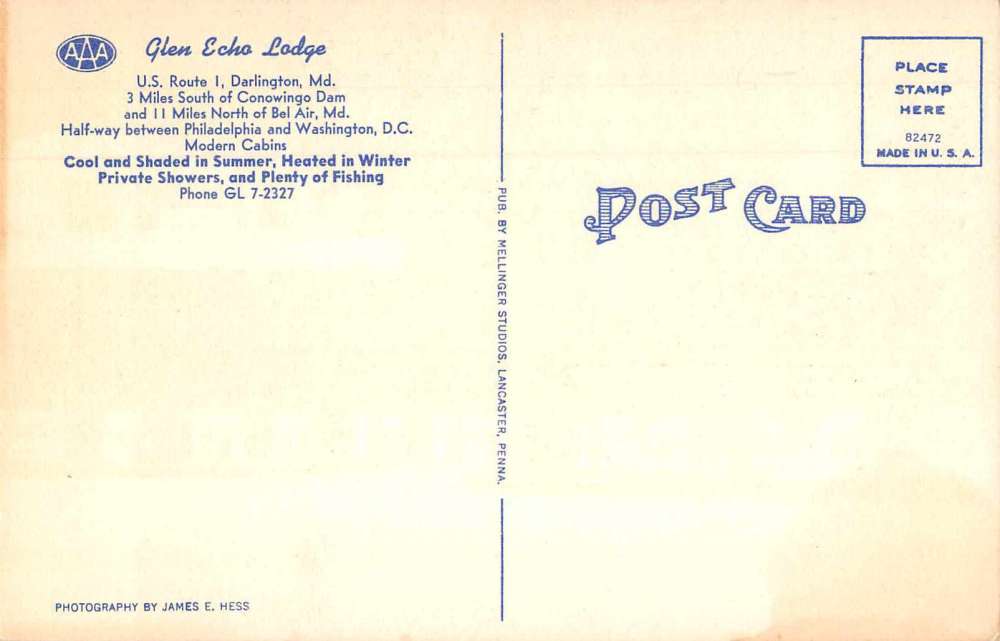 AAA
Glen Echo Lodge
U.S. Route 1, Darlington, Md.
3 Miles South of Conowingo Dam
and 11 Miles North of Bel Air, Md.
Half-way between Philadelphia and Washington, D.C.
Modern Cabins
Cool and Shaded in Summer, Heated in Winter
Private Showers, and Plenty of Fishing
Phone GL 7-2327
PHOTOGRAPHY BY JAMES E. HESS
PUB. BY MELLINGER STUDIOS, LANCASTER, PENNA.
POST CARD
PLACE
STAMP
HERE
82472
MADE IN U. S. A.